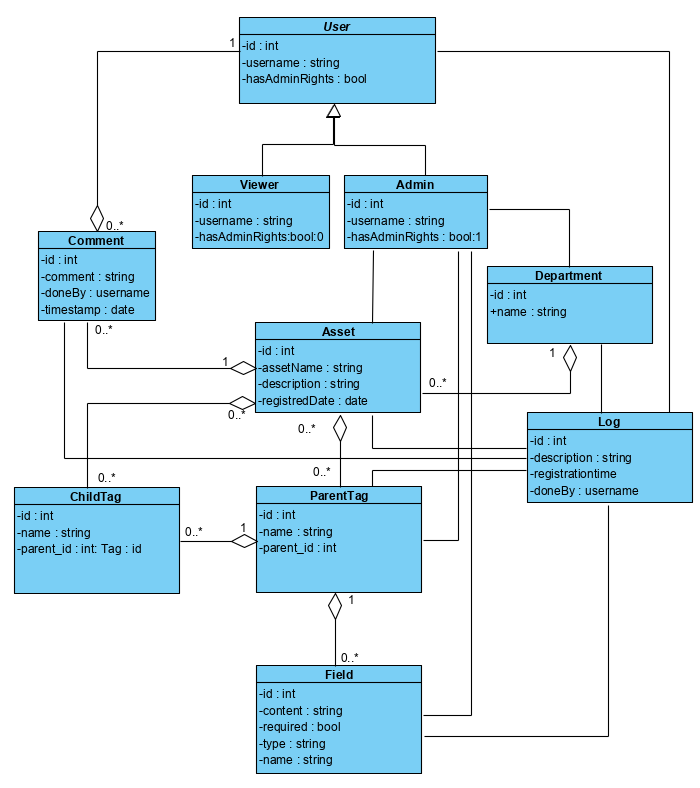 User
-id : int
-username : string
-hasAdminRights : bool
1
Viewer
-id : int
-username : string
-hasAdminRights:bool:0
Admin
-id : int
-username : string
-hasAdminRights : bool:1
0..*
Comment
-id : int
-comment : string
-doneBy : username
-timestamp : date
0..*
Department
-id : int
+name : string
1
0..*
1
Asset
-id : int
-assetName : string
-description : string
-registredDate : date
0..*
0..*
Log
-id : int
-description : string
-registrationtime
-doneBy : username
0..*
0..*
ChildTag
-id : int
-name : string
-parent_id : int: Tag : id
0..*
1
ParentTag
-id : int
-name : string
-parent_id : int
1
0..*
Field
-id : int
-content : string
-required : bool
-type : string
-name : string